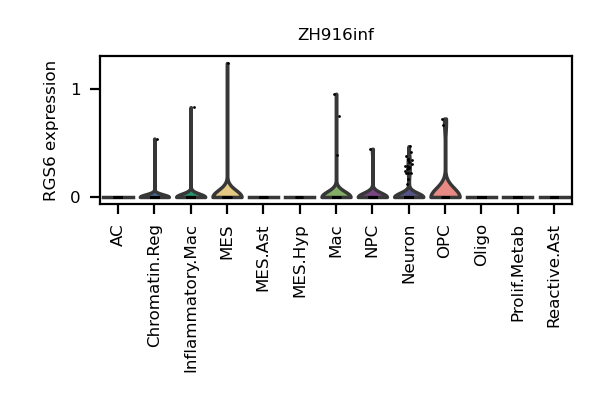 ZH916inf
RGS6 expression
1
0
AC
Chromatin.Reg
Inflammatory.Mac
MES
MES.Ast
MES.Hyp
Mac
NPC
Neuron
OPC
Oligo
Prolif.Metab
Reactive.Ast